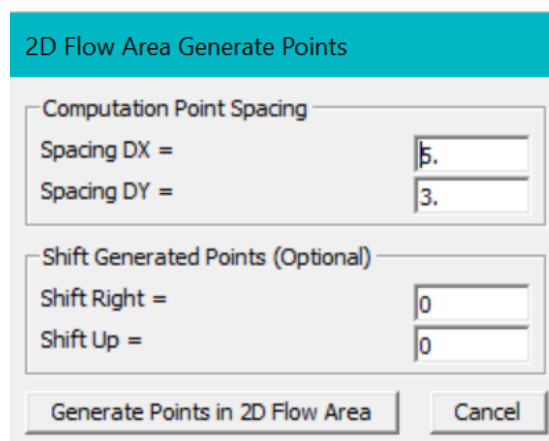 2D Flow Area Generate Points
Computation Point Spacing
Spacing DX = 5.
Spacing DY = 3.
Shift Generated Points (Optional)
Shift Right = 0
Shift Up = 0
Generate Points in 2D Flow Area Cancel